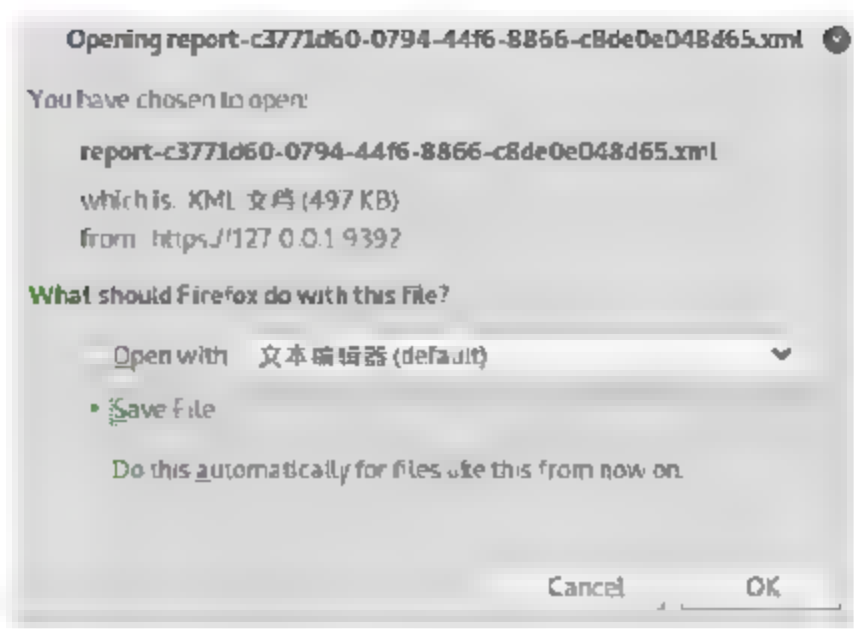 Opening report-c3771d60-0794-44f6-8866-c8de0e048d65.xml
You have chosen to open:
report-c3771d60-0794-44f6-8866-c8de0e048d65.xml
which is: XML 文档 (497 KB)
from: https://127.0.0.1:9392
What should Firefox do with this file?
Open with 文本编辑器 (default)
Save File
Do this automatically for files like this from now on.
Cancel OK